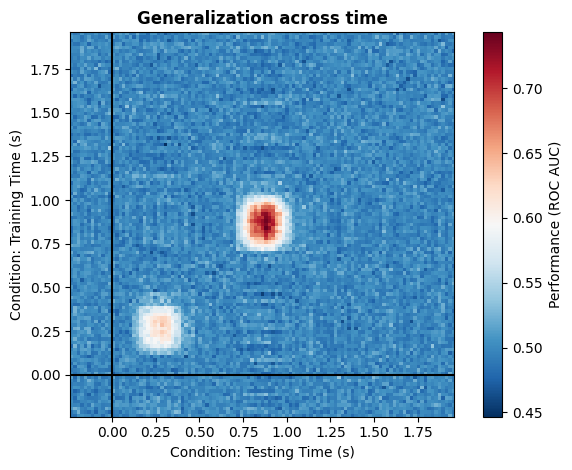 Generalization across time
Condition: Training Time (s)
1.75
1.50
1.25
1.00
0.75
0.50
0.25
0.00
0.00 0.25 0.50 0.75 1.00 1.25 1.50 1.75
Condition: Testing Time (s)
0.70
0.65
0.60
0.55
0.50
0.45
Performance (ROC AUC)